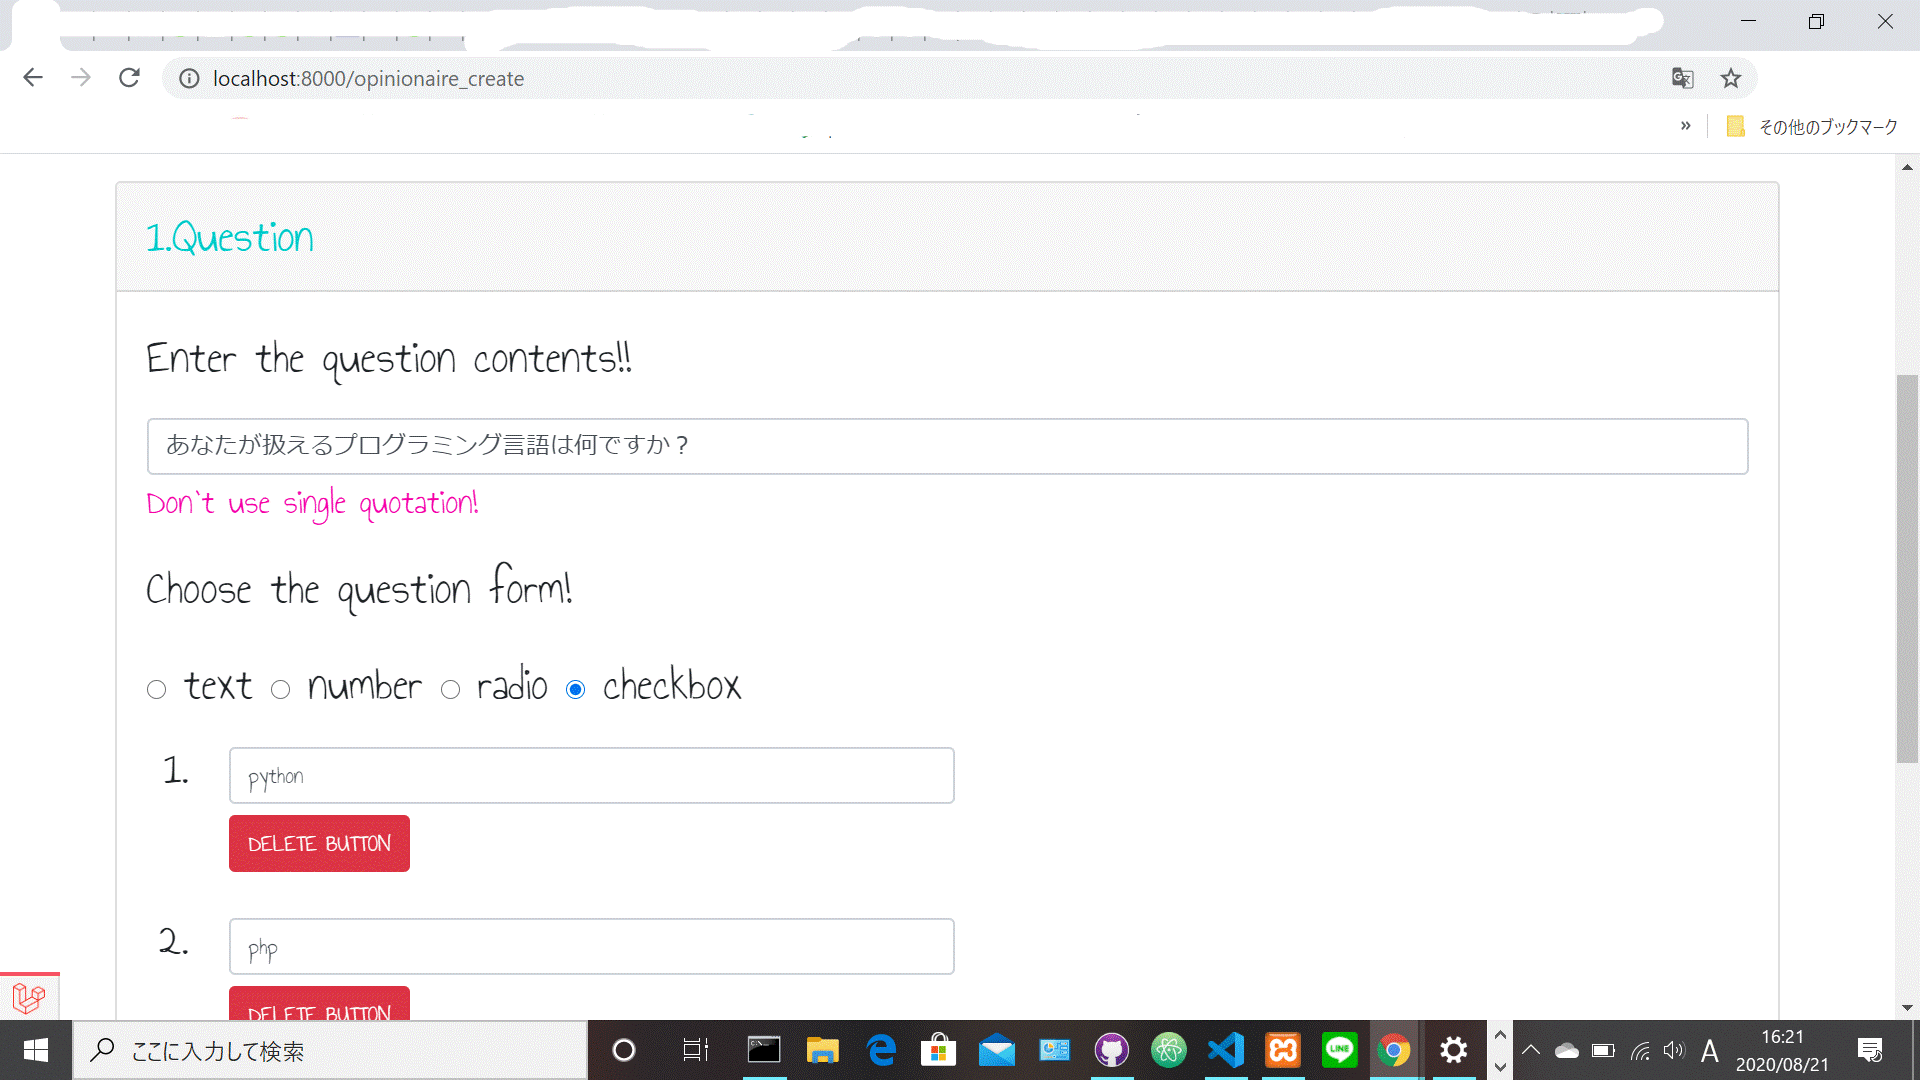 localhost:8000/opinionaire_create
»
その他のブックマーク
1.Question
Enter the question contents!!
あなたが扱えるプログラミング言語は何ですか？
Don`t use single quotation!
Choose the question form!
text number radio checkbox
1. python
DELETE BUTTON
2. php
DELETE BUTTON
ここに入力して検索
LINE
A
16:21
2020/08/21